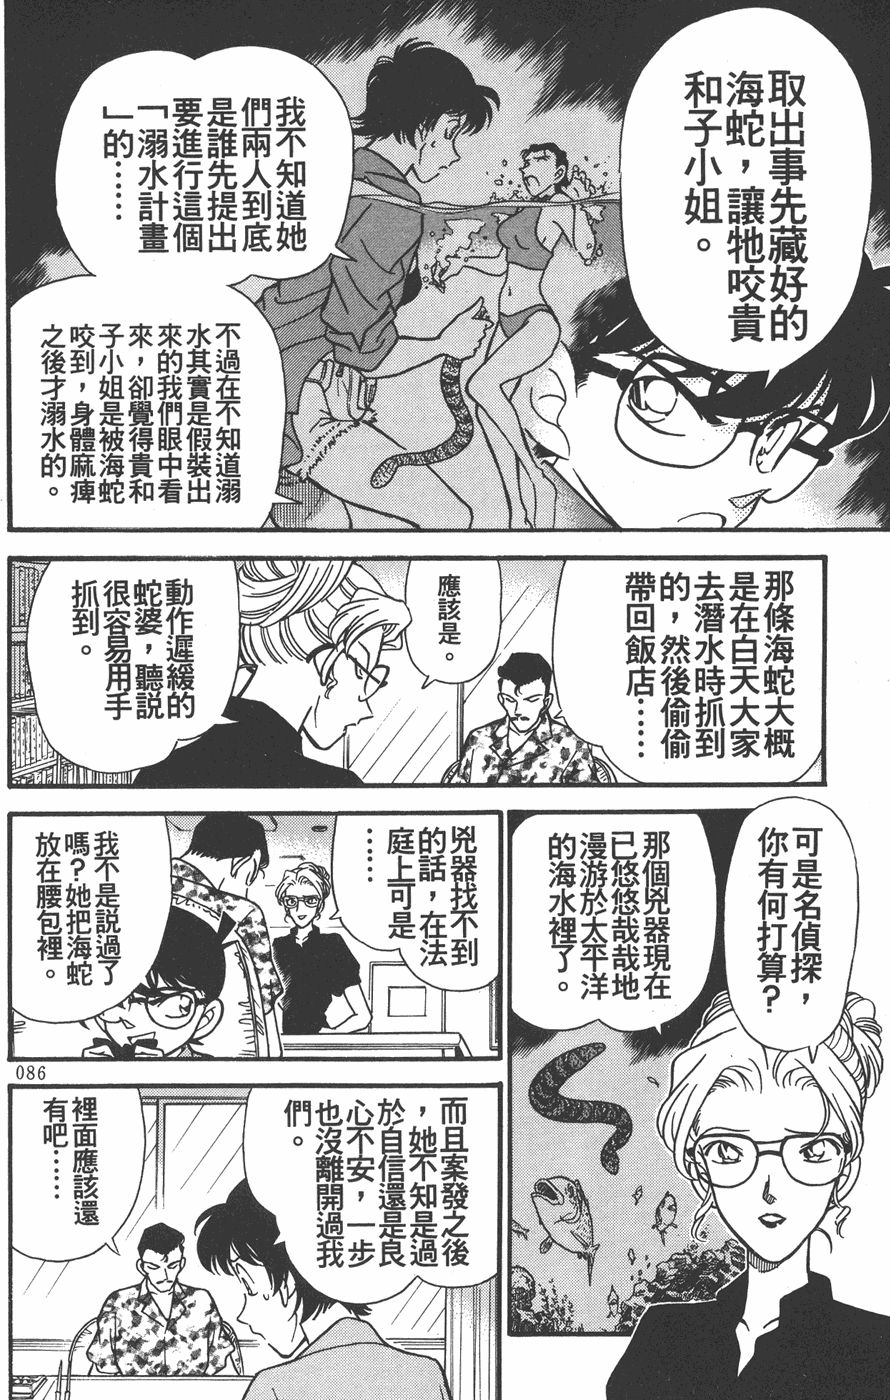 取出事先藏好的
海蛇，讓牠咬貴
和子小姐。
我不知道她
們兩人到底
是誰先提出
要進行這個
「溺水計畫
」的……
不過在不知道溺
水其實是假裝出
來的我們眼中看
來，卻覺得貴和
子小姐是被海蛇
咬到，身體麻痺
之後才溺水的。
那條海蛇大概
是在白天大家
去潛水時抓到
的，然後偷偷
帶回飯店……
應該是。
動作遲緩的
蛇婆，聽說
很容易用手
抓到。
可是名偵探，
你有何打算？
那個兇器現在
已悠悠哉哉地
漫游於太平洋
的海水裡了。
兇器找不到
的話，在法
庭上可是
……
我不是說過了
嗎？她把海蛇
放在腰包裡。
而且案發之後
，她不知是過
於自信還是良
心不安，一步
也沒離開過我
們。
裡面應該還
有吧……
086